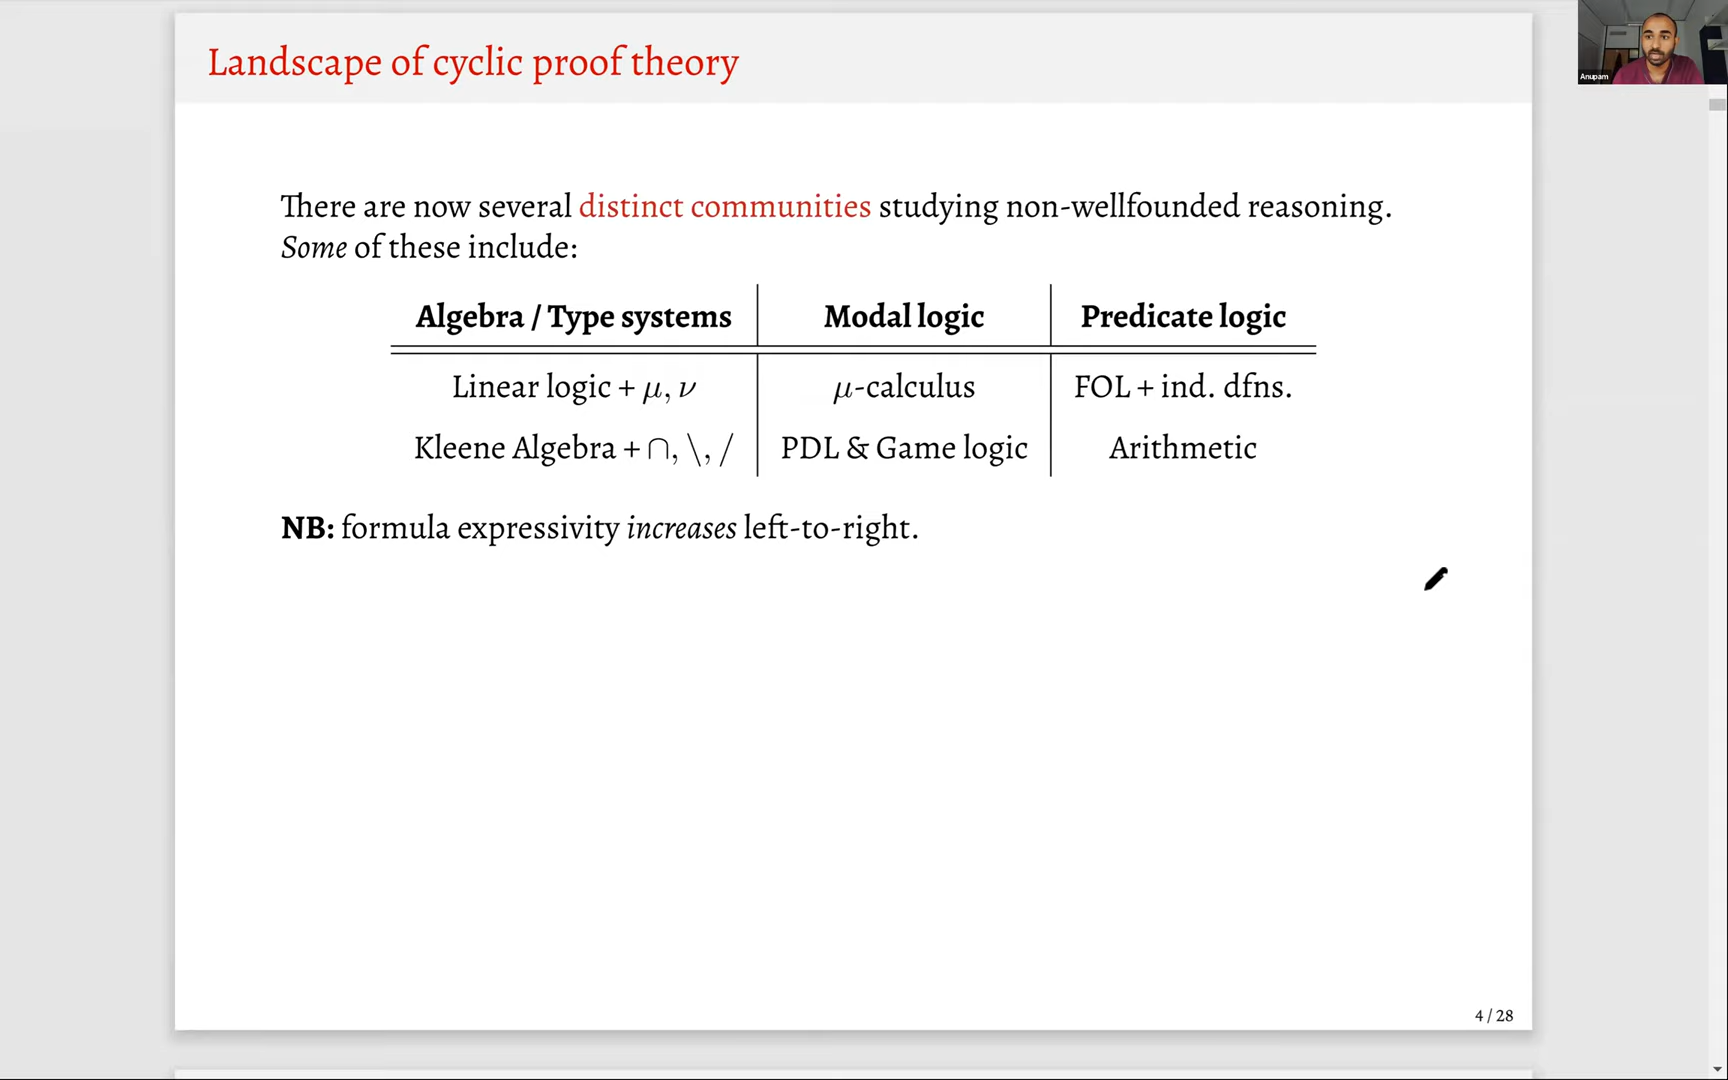 Landscape of cyclic proof theory
Anupam
There are now several distinct communities studying non-wellfounded reasoning.
Some of these include:
Algebra / Type systems Modal logic Predicate logic
Linear logic + μ, ν μ-calculus FOL + ind. dfns.
Kleene Algebra + ∩, \, / PDL & Game logic Arithmetic
NB: formula expressivity increases left-to-right.
4 / 28